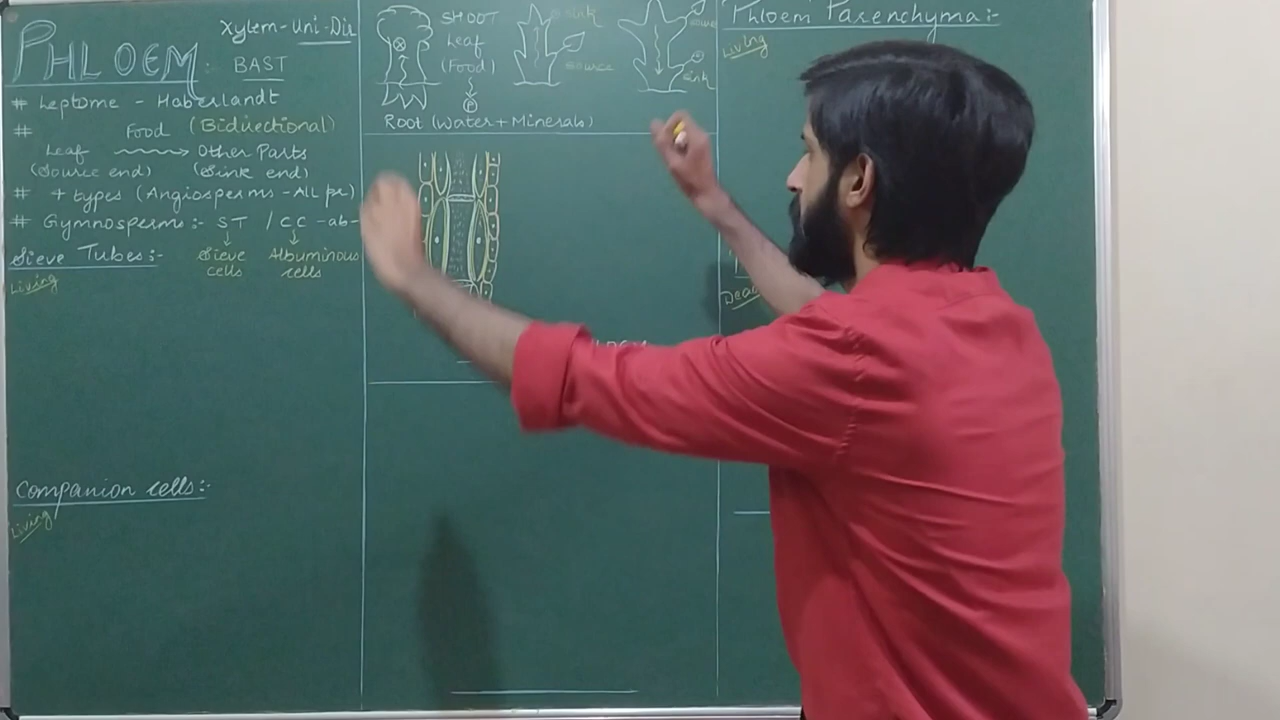 PHLOEM:
Xylem-Uni-Dir
BAST
# Leptome - Haberlandt
# Food (Bidirectional)
Leaf → Other Parts
(Source end) (Sink end)
# 4 types (Angiosperms - All pr)
# Gymnosperms:- ST / CC -ab-
↓ ↓
Sieve Albuminous
cells cells
Sieve Tubes:-
Living
Companion cells:-
Living
SHOOT
Leaf
(Food)
P
Root (Water + Minerals)
sink
source
source
sink
Phloem Parenchyma:-
Living
Dead